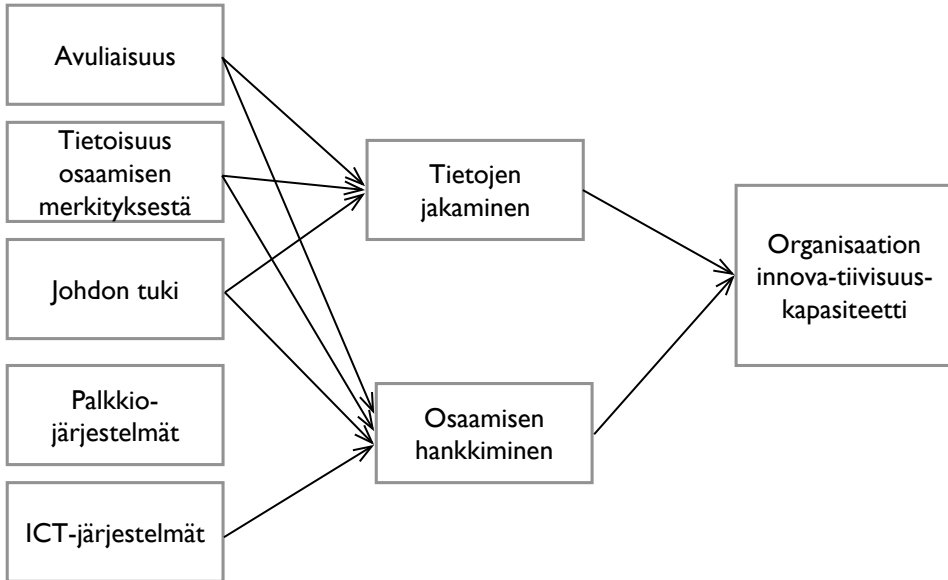 Avuliaisuus
Tietoisuus
osaamisen
merkityksestä
Johdon tuki
Palkkio-
järjestelmät
ICT-järjestelmät
Tietojen
jakaminen
Osaamisen
hankkiminen
Organisaation
innova-tiivisuus-
kapasiteetti